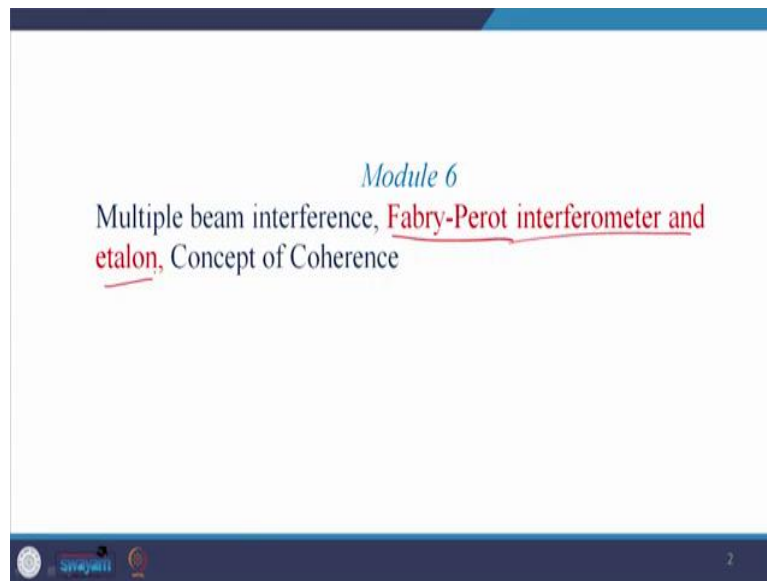 Module 6
Multiple beam interference, Fabry-Perot interferometer and
etalon, Concept of Coherence
swayam
2